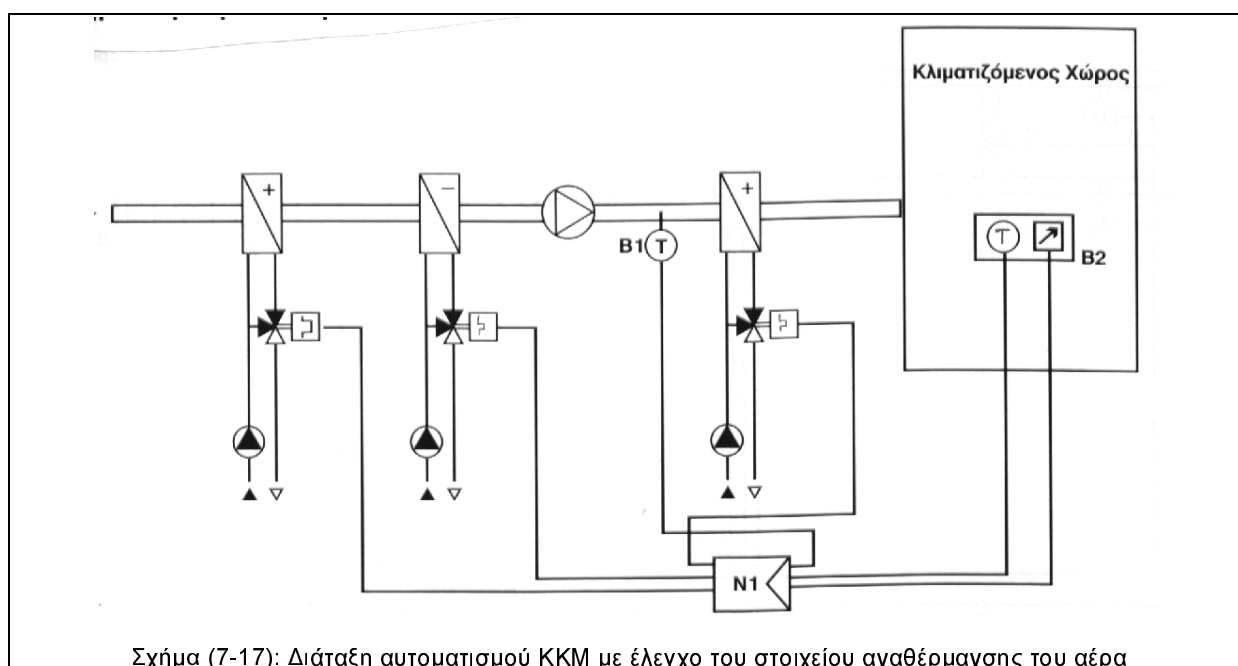 Κλιματιζόμενος Χώρος
+
−
+
B1
T
T
B2
N1
Σχήμα (7-17): Διάταξη αυτοματισμού ΚΚΜ με έλεγχο του στοιχείου αναθέρμανσης του αέρα